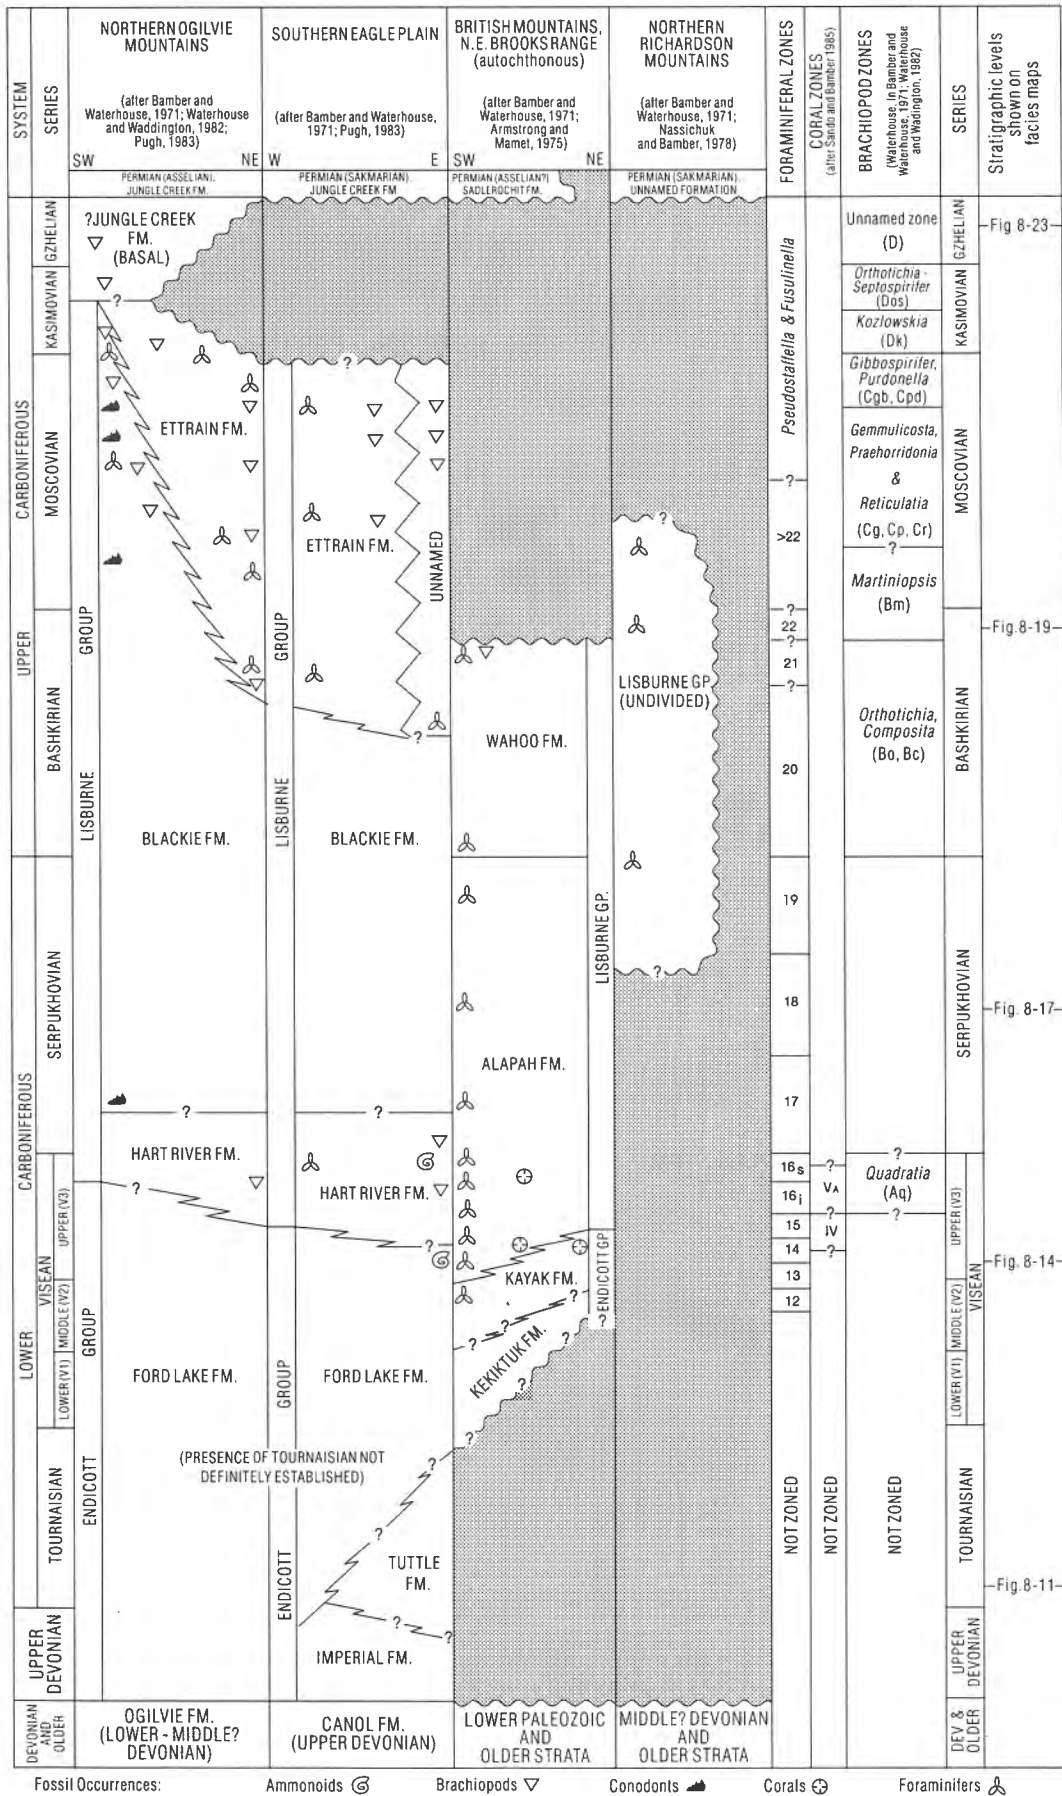 SYSTEM
SERIES
NORTHERN OGILVIE
MOUNTAINS
(after Bamber and
Waterhouse, 1971; Waterhouse
and Waddington, 1982;
Pugh, 1983)
SW
NE
SOUTHERN EAGLE PLAIN
(after Bamber and Waterhouse,
1971; Pugh, 1983)
W
E
BRITISH MOUNTAINS,
N.E. BROOKS RANGE
(autochthonous)
(after Bamber and
Waterhouse, 1971;
Armstrong and
Mamet, 1975)
SW
NE
NORTHERN
RICHARDSON
MOUNTAINS
(after Bamber and
Waterhouse, 1971;
Nassichuk
and Bamber, 1978)
FORAMINIFERAL ZONES
CORAL ZONES
(after Sando and Bamber 1985)
BRACHIOPOD ZONES
(Waterhouse, In Bamber and
Waterhouse, 1971; Waterhouse
and Wadington, 1982)
SERIES
Stratigraphic levels
shown on
facies maps
PERMIAN (ASSELIAN).
JUNGLE CREEK FM.
PERMIAN (SAKMARIAN).
JUNGLE CREEK FM
PERMIAN (ASSELIAN?)
SADLEROCHIT FM.
PERMIAN (SAKMARIAN).
UNNAMED FORMATION
UPPER CARBONIFEROUS
LOWER CARBONIFEROUS
GZHELIAN
KASIMOVIAN
MOSCOVIAN
BASHKIRIAN
SERPUKHOVIAN
VISEAN
UPPER (V3)
MIDDLE (V2)
LOWER (V1)
TOURNAISIAN
UPPER
DEVONIAN
DEVONIAN
AND
OLDER
?JUNGLE CREEK
FM.
(BASAL)
?
ETTRAIN FM.
LISBURNE GROUP
BLACKIE FM.
?
HART RIVER FM.
?
ENDICOTT GROUP
FORD LAKE FM.
(PRESENCE OF TOURNAISIAN NOT
DEFINITELY ESTABLISHED)
OGILVIE FM.
(LOWER - MIDDLE?
DEVONIAN)
?
ETTRAIN FM.
UNNAMED
?
LISBURNE GROUP
BLACKIE FM.
?
HART RIVER FM.
?
ENDICOTT GROUP
FORD LAKE FM.
?
?
TUTTLE
FM.
?
?
IMPERIAL FM.
CANOL FM.
(UPPER DEVONIAN)
WAHOO FM.
LISBURNE GP.
ALAPAH FM.
KAYAK FM.
ENDICOTT GP
?
?
?
?
KEKIKTUK FM.
?
?
?
?
LOWER PALEOZOIC
AND
OLDER STRATA
?
LISBURNE GP.
(UNDIVIDED)
?
MIDDLE? DEVONIAN
AND
OLDER STRATA
Pseudostaffella & Fusulinella
?
>22
?
22
?
21
?
20
19
18
17
16s
16i
15
14
13
12
NOT ZONED
?
VA
?
IV
?
NOT ZONED
Unnamed zone
(D)
Orthotichia -
Septospirifer
(Dos)
Kozlowskia
(Dk)
Gibbospirifer,
Purdonella
(Cgb, Cpd)
Gemmulicosta,
Praehorridonia
&
Reticulatia
(Cg, Cp, Cr)
?
Martiniopsis
(Bm)
Orthotichia,
Composita
(Bo, Bc)
?
Quadratia
(Aq)
?
NOT ZONED
GZHELIAN
KASIMOVIAN
MOSCOVIAN
BASHKIRIAN
SERPUKHOVIAN
UPPER (V3)
MIDDLE (V2)
LOWER (V1)
VISEAN
TOURNAISIAN
UPPER
DEVONIAN
DEV &
OLDER
Fig 8-23
Fig.8-19
Fig. 8-17
Fig. 8-14
Fig.8-11
Fossil Occurrences:
Ammonoids
Brachiopods
Conodonts
Corals
Foraminifers